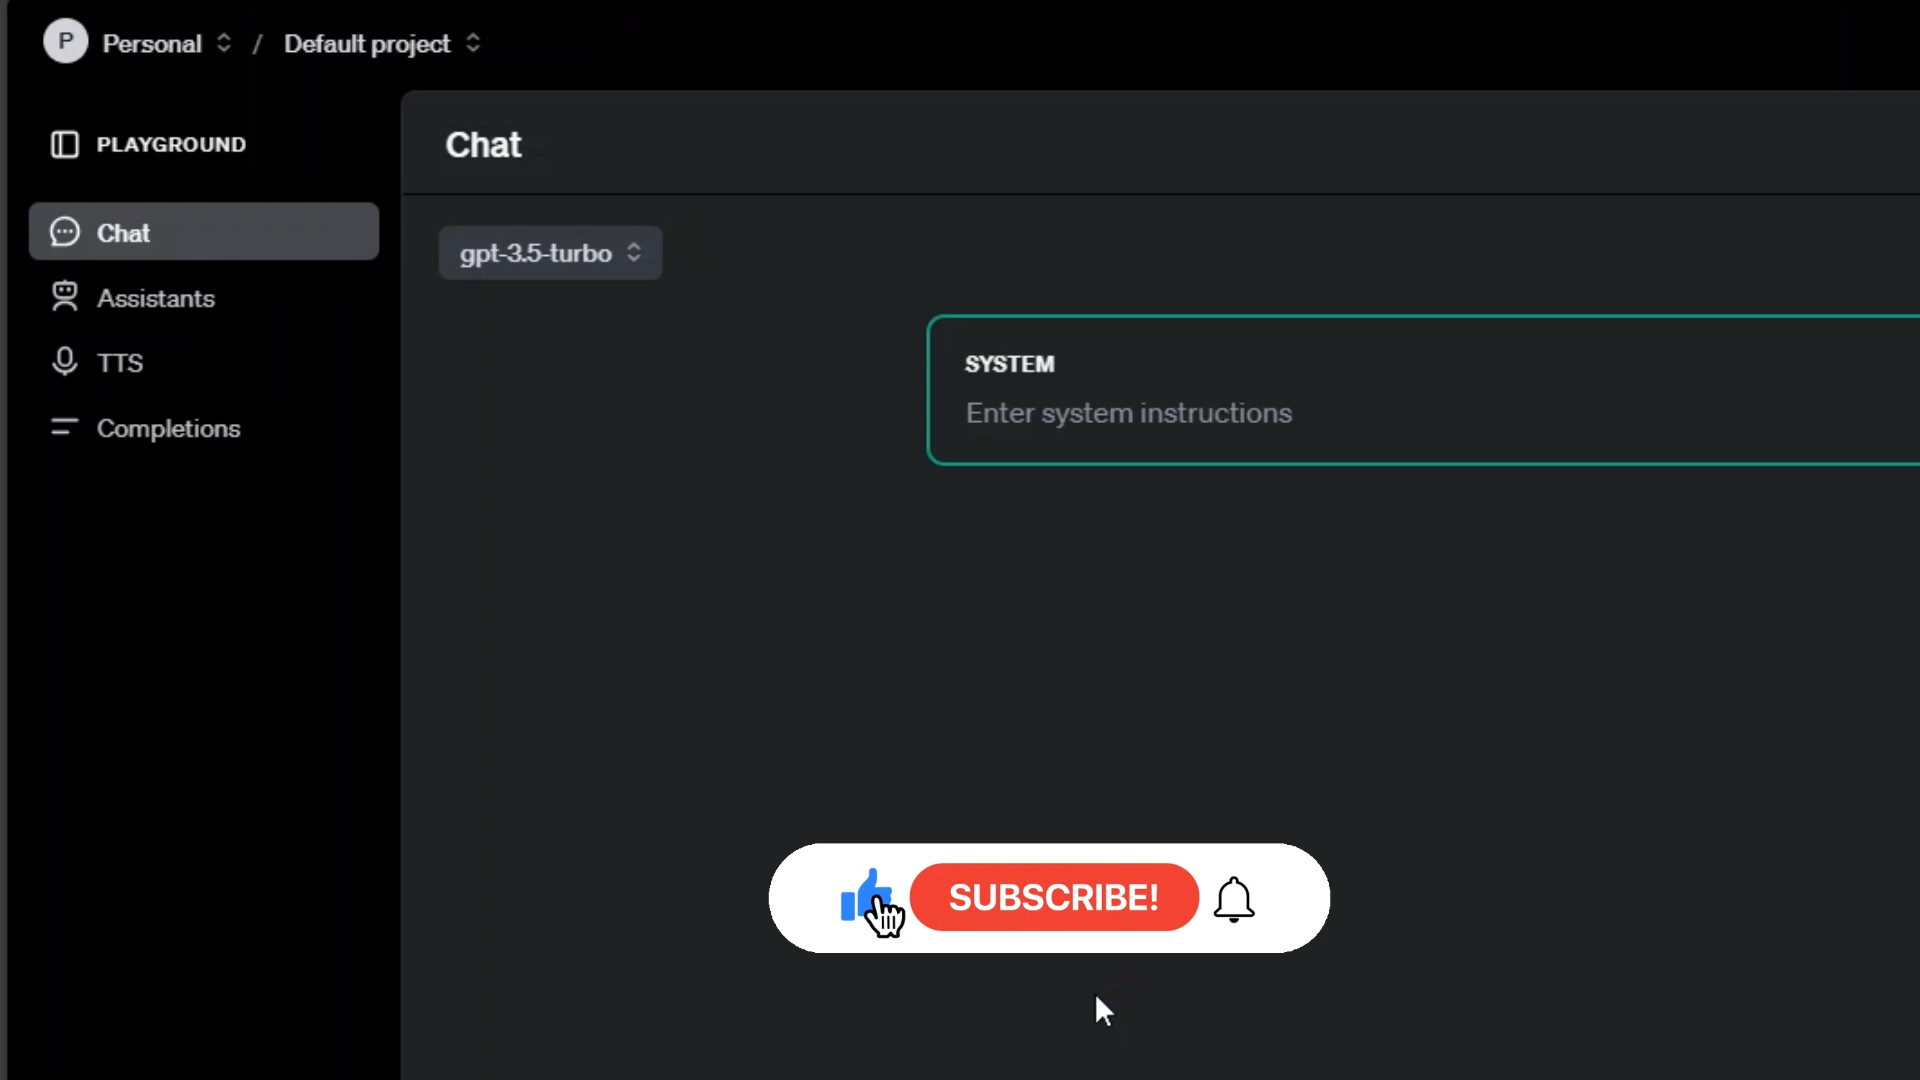 P Personal / Default project
PLAYGROUND
Chat
Assistants
TTS
Completions
Chat
gpt-3.5-turbo
SYSTEM
Enter system instructions
SUBSCRIBE!